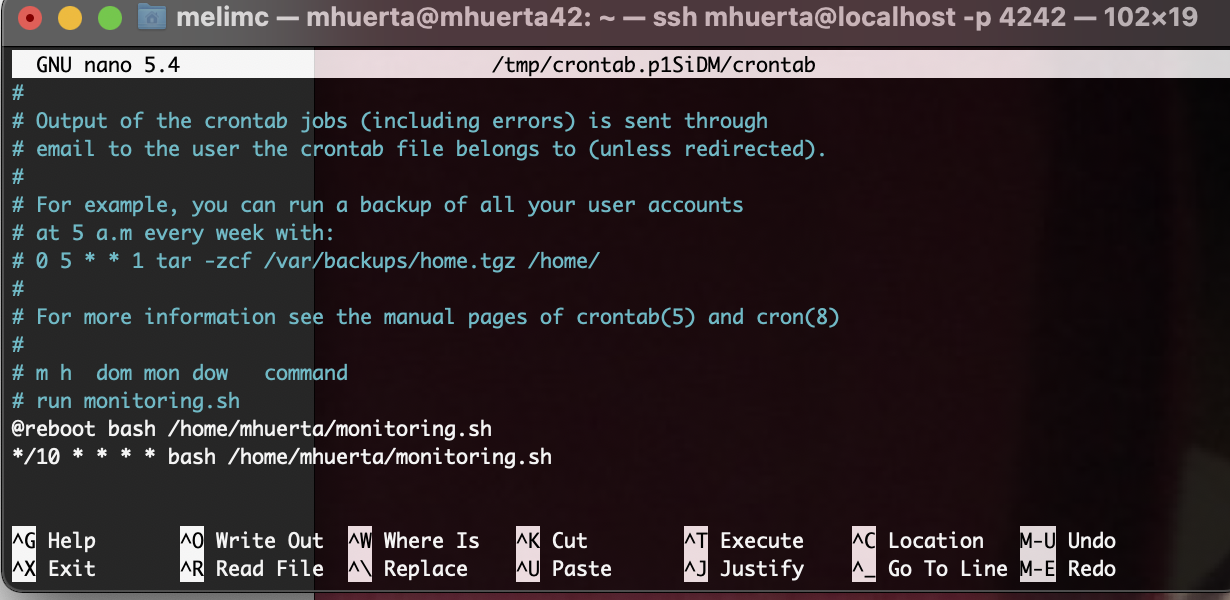 melimc — mhuerta@mhuerta42: ~ — ssh mhuerta@localhost -p 4242 — 102×19
GNU nano 5.4 /tmp/crontab.p1SiDM/crontab
#
# Output of the crontab jobs (including errors) is sent through
# email to the user the crontab file belongs to (unless redirected).
#
# For example, you can run a backup of all your user accounts
# at 5 a.m every week with:
# 0 5 * * 1 tar -zcf /var/backups/home.tgz /home/
#
# For more information see the manual pages of crontab(5) and cron(8)
#
# m h  dom mon dow   command
# run monitoring.sh
@reboot bash /home/mhuerta/monitoring.sh
*/10 * * * * bash /home/mhuerta/monitoring.sh
^G Help ^O Write Out ^W Where Is ^K Cut ^T Execute ^C Location M-U Undo
^X Exit ^R Read File ^\ Replace ^U Paste ^J Justify ^_ Go To Line M-E Redo